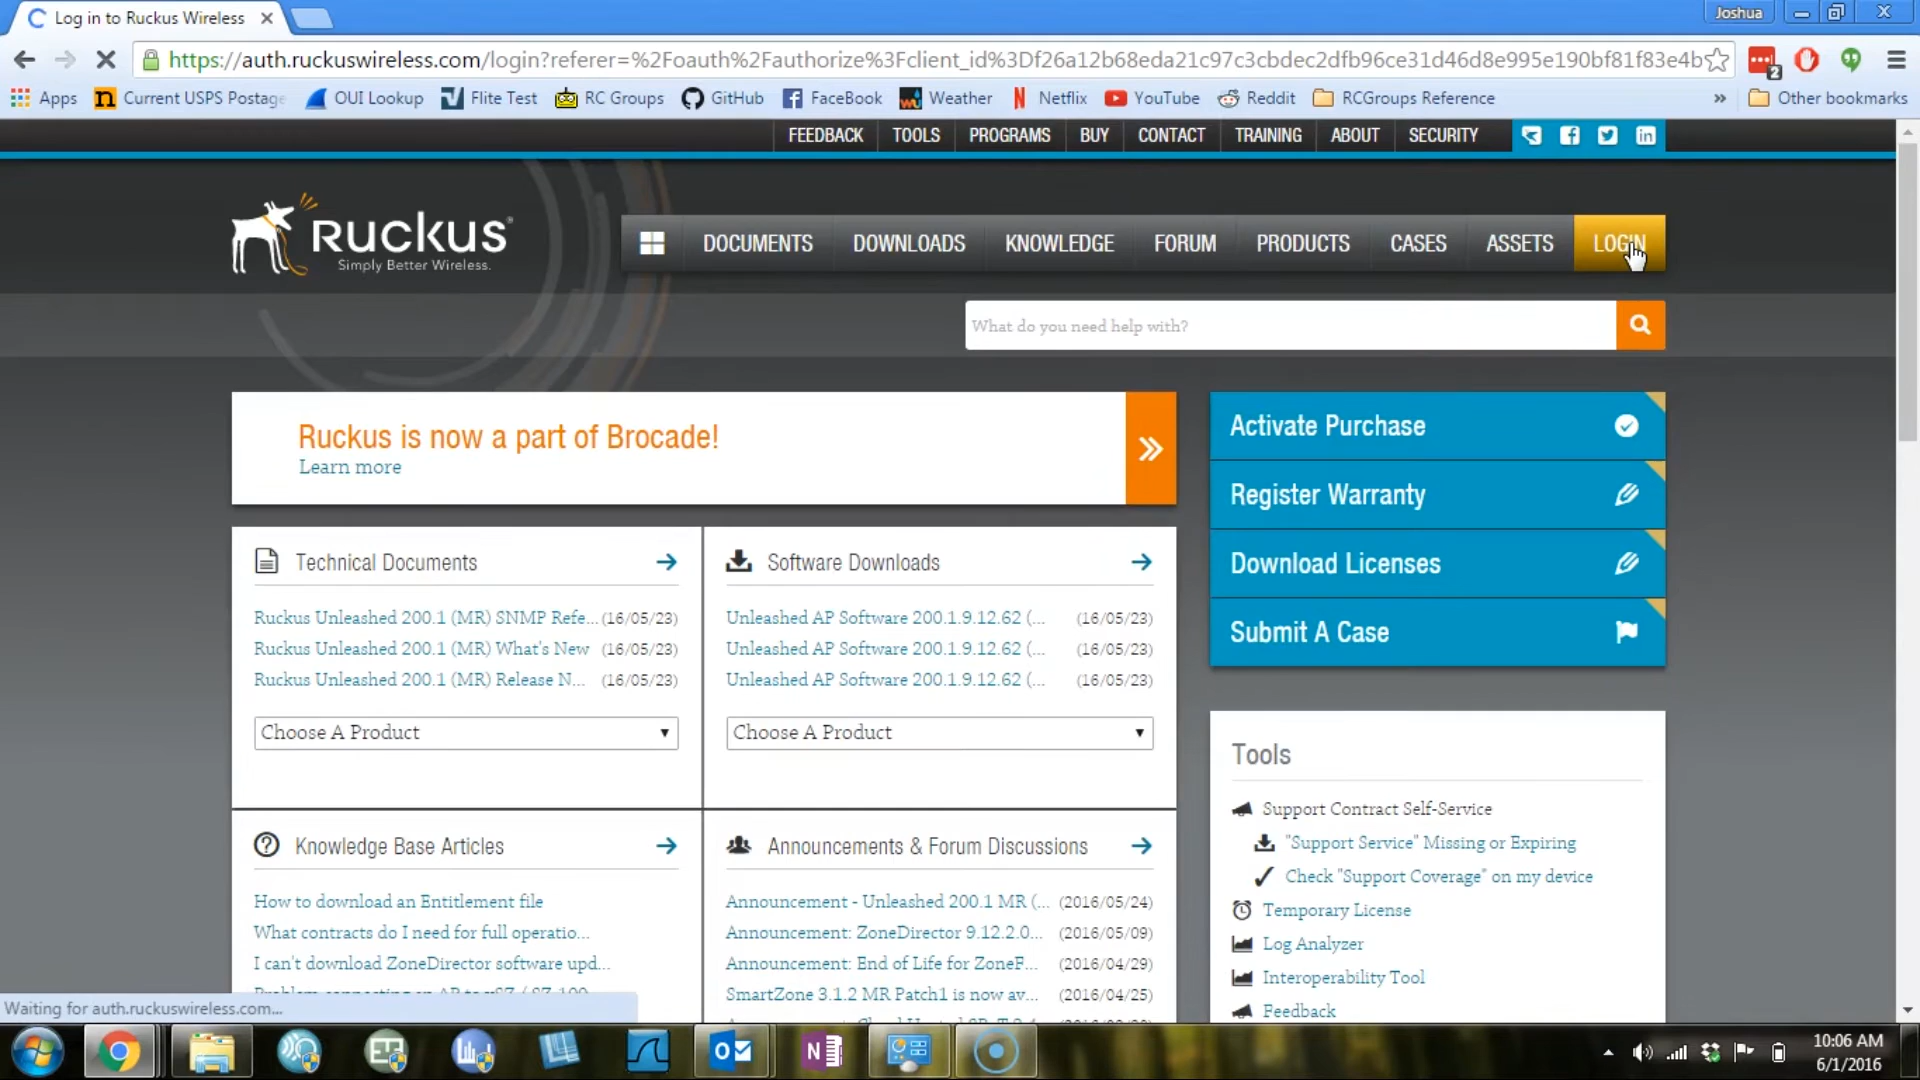 Log in to Ruckus Wireless
Joshua
https://auth.ruckuswireless.com/login?referer=%2Foauth%2Fauthorize%3Fclient_id%3Df26a12b68eda21c97c3cbdec2dfb96ce31d46d8e995e190bf81f83e4b
2
Apps
Current USPS Postage
OUI Lookup
Flite Test
RC Groups
GitHub
FaceBook
Weather
Netflix
YouTube
Reddit
RCGroups Reference
»
Other bookmarks
FEEDBACK
TOOLS
PROGRAMS
BUY
CONTACT
TRAINING
ABOUT
SECURITY
Ruckus
Simply Better Wireless.
DOCUMENTS
DOWNLOADS
KNOWLEDGE
FORUM
PRODUCTS
CASES
ASSETS
LOGIN
What do you need help with?
Ruckus is now a part of Brocade!
Learn more
Activate Purchase
Register Warranty
Download Licenses
Submit A Case
Technical Documents
Ruckus Unleashed 200.1 (MR) SNMP Refe... (16/05/23)
Ruckus Unleashed 200.1 (MR) What's New (16/05/23)
Ruckus Unleashed 200.1 (MR) Release N... (16/05/23)
Choose A Product
Software Downloads
Unleashed AP Software 200.1.9.12.62 (... (16/05/23)
Unleashed AP Software 200.1.9.12.62 (... (16/05/23)
Unleashed AP Software 200.1.9.12.62 (... (16/05/23)
Choose A Product
Knowledge Base Articles
How to download an Entitlement file
What contracts do I need for full operatio...
I can't download ZoneDirector software upd...
Announcements & Forum Discussions
Announcement - Unleashed 200.1 MR (... (2016/05/24)
Announcement: ZoneDirector 9.12.2.0... (2016/05/09)
Announcement: End of Life for ZoneF... (2016/04/29)
SmartZone 3.1.2 MR Patch1 is now av... (2016/04/25)
Tools
Support Contract Self-Service
"Support Service" Missing or Expiring
Check "Support Coverage" on my device
Temporary License
Log Analyzer
Interoperability Tool
Feedback
Waiting for auth.ruckuswireless.com...
10:06 AM
6/1/2016